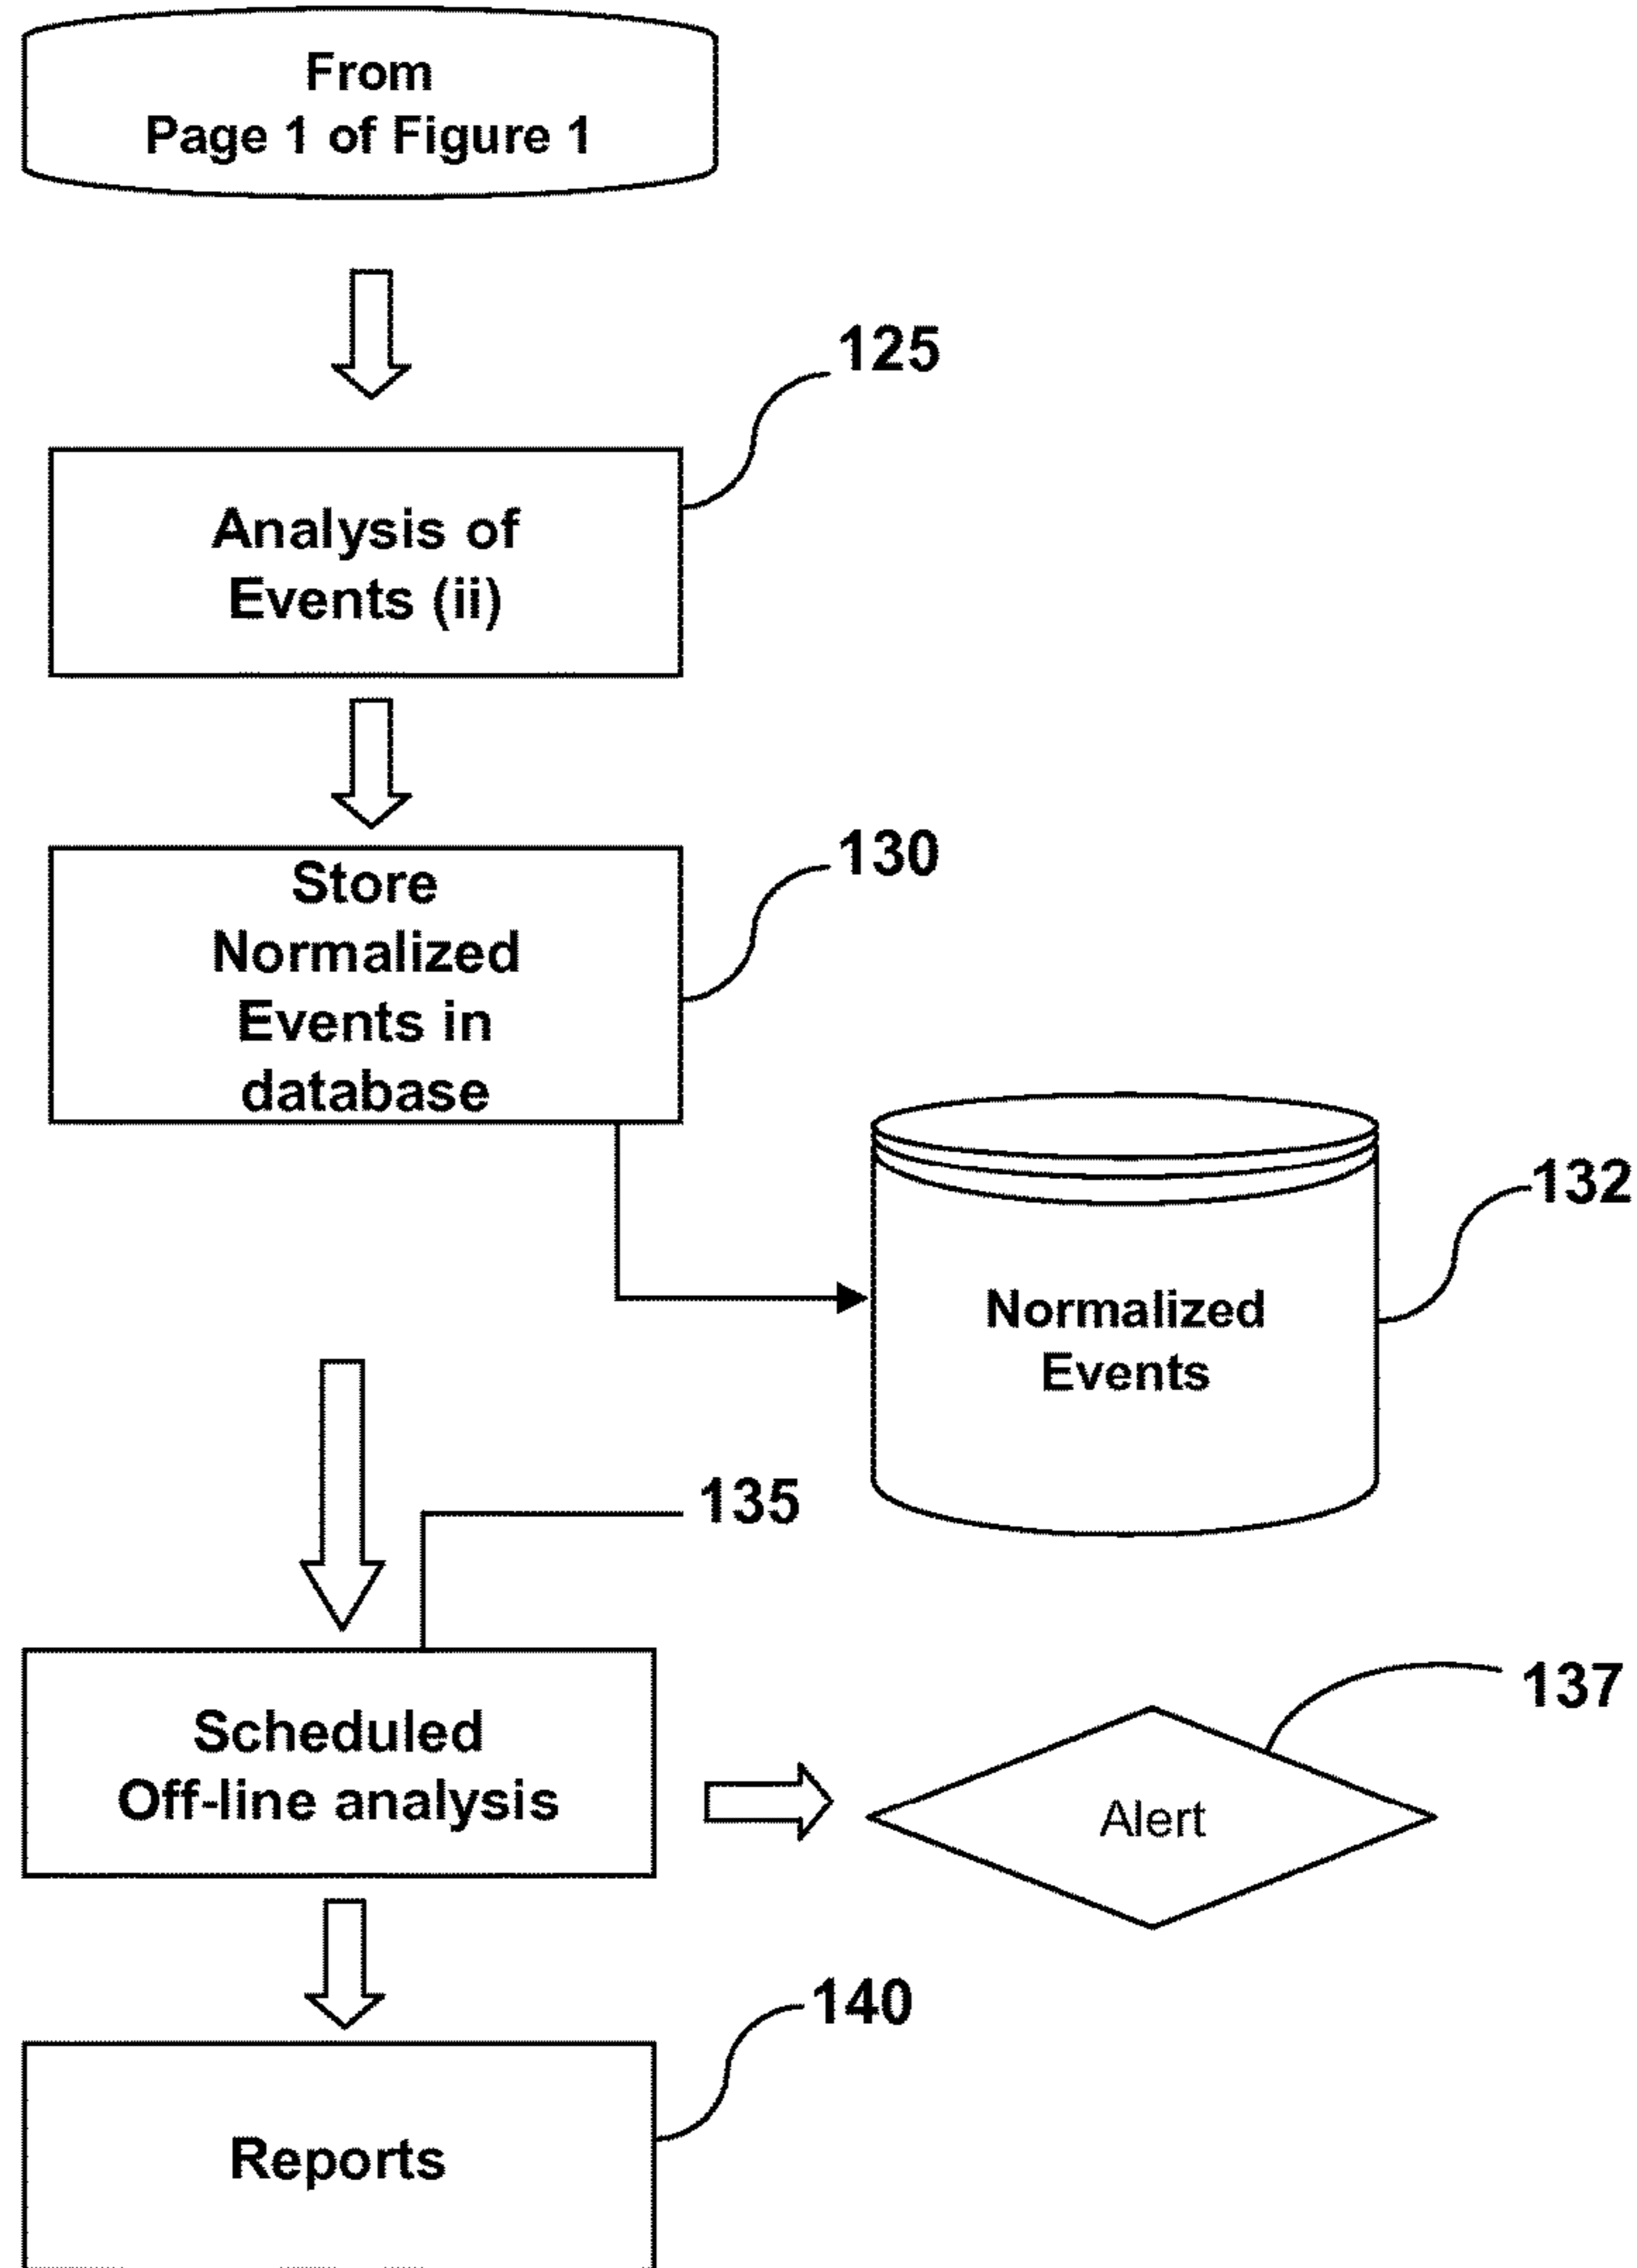 From
Page 1 of Figure 1
125
Analysis of
Events (ii)
130
Store
Normalized
Events in
database
132
Normalized
Events
135
Scheduled
Off-line analysis
137
Alert
140
Reports